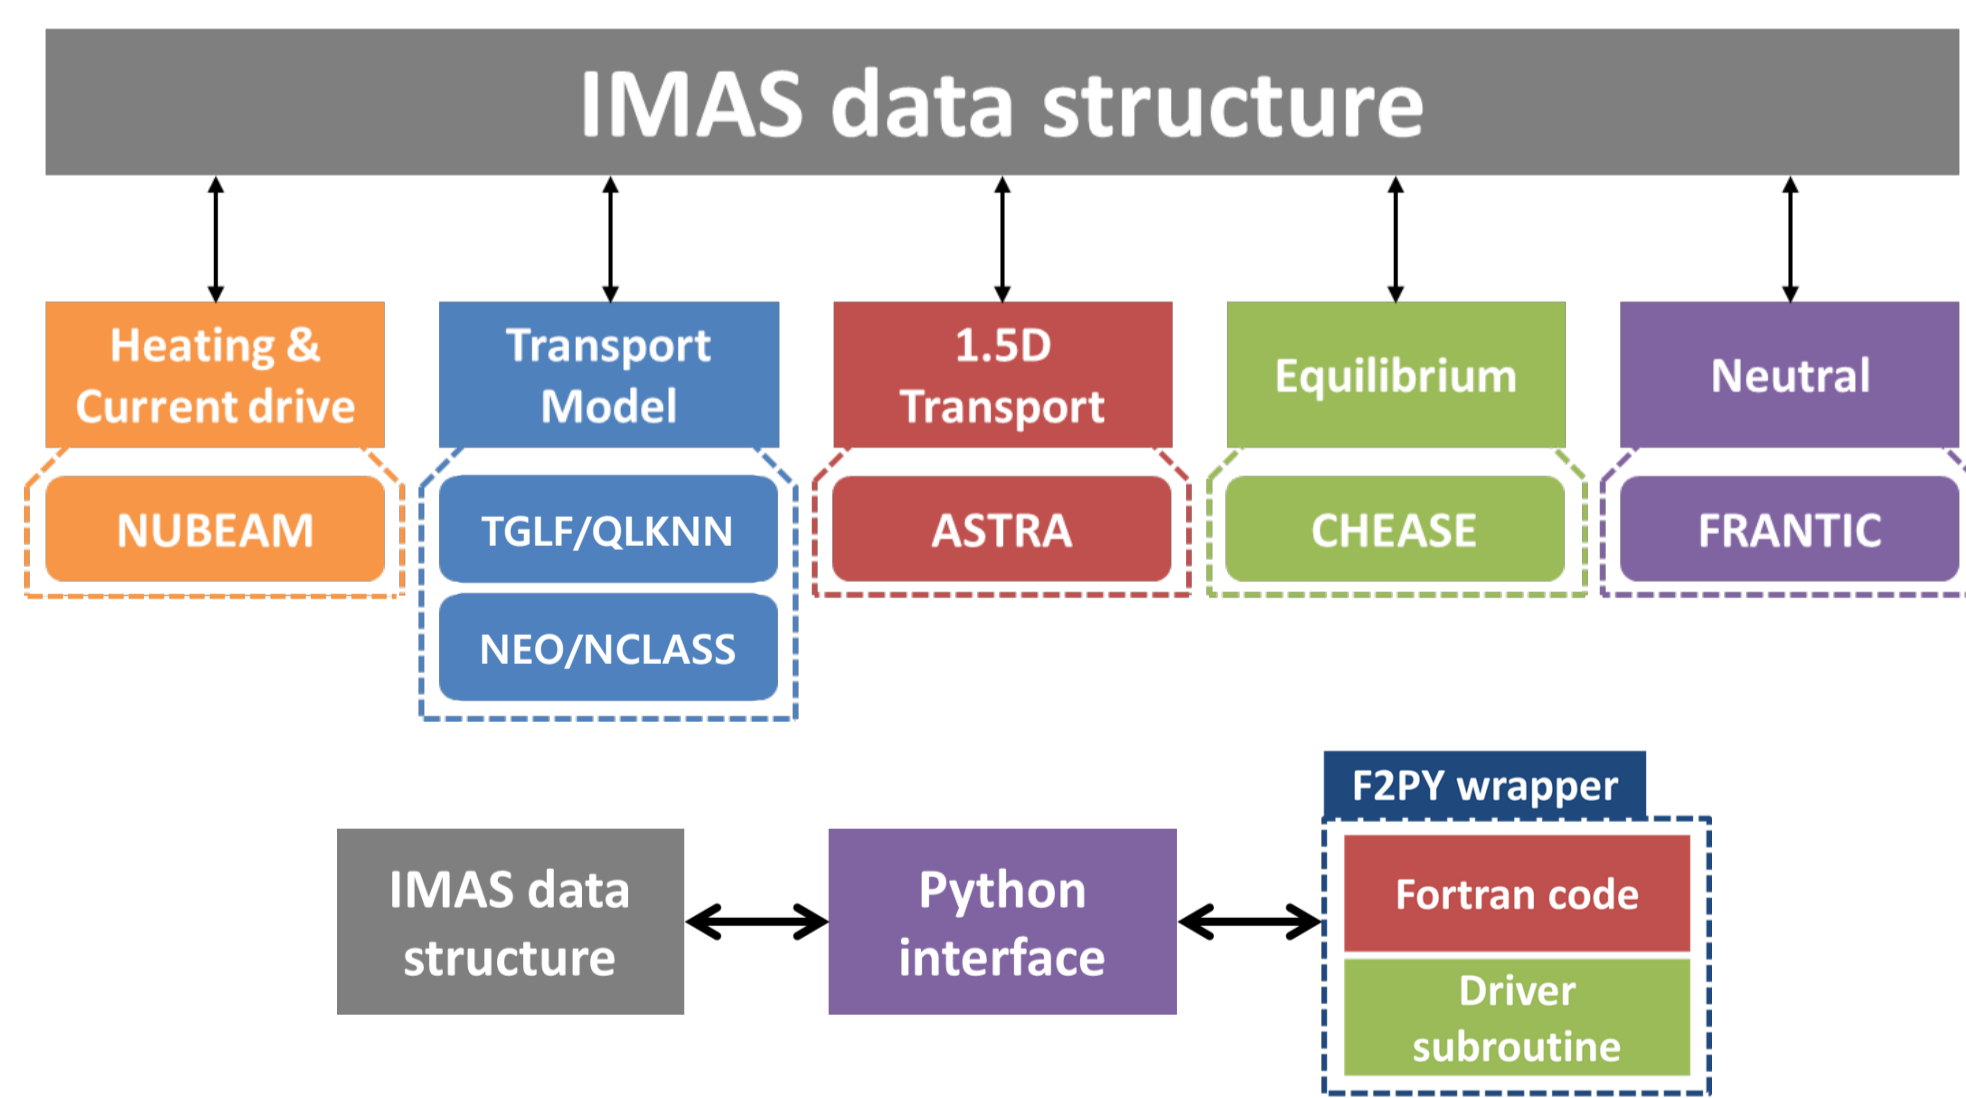 IMAS data structure
Heating &
Current drive
Transport
Model
1.5D
Transport
Equilibrium
Neutral
NUBEAM
TGLF/QLKNN
NEO/NCLASS
ASTRA
CHEASE
FRANTIC
IMAS data
structure
Python
interface
F2PY wrapper
Fortran code
Driver
subroutine